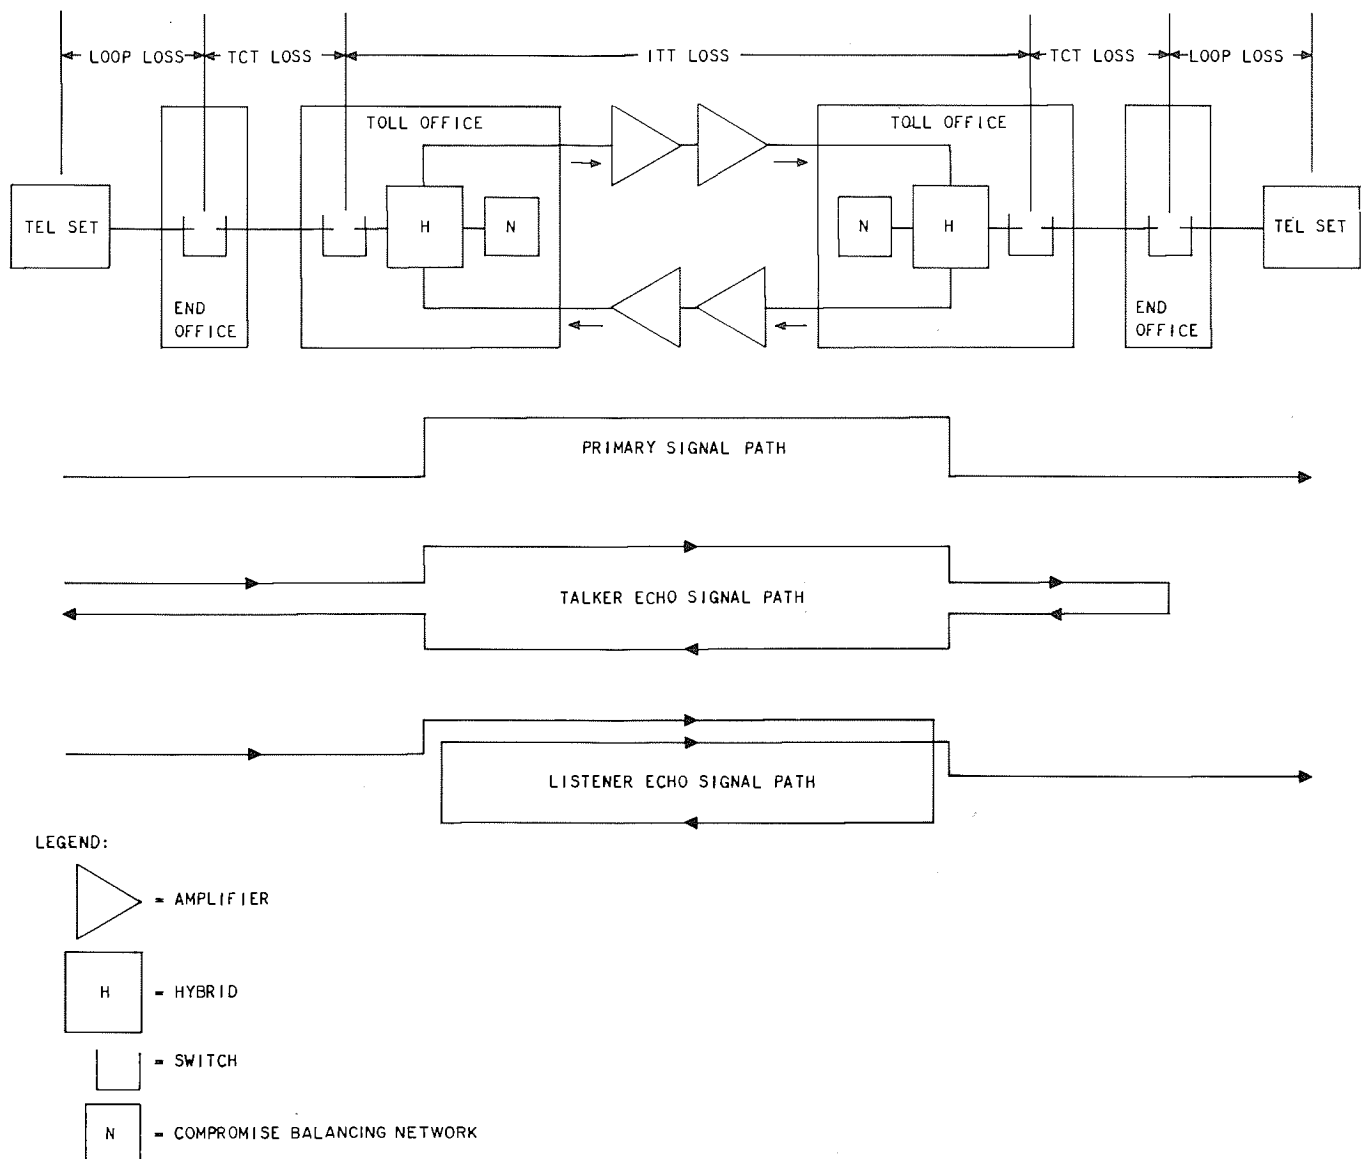 LOOP LOSS TCT LOSS ITT LOSS TCT LOSS LOOP LOSS
TOLL OFFICE TOLL OFFICE
TEL SET H N N H TEL SET
END
OFFICE
END
OFFICE
PRIMARY SIGNAL PATH
TALKER ECHO SIGNAL PATH
LISTENER ECHO SIGNAL PATH
LEGEND:
= AMPLIFIER
H = HYBRID
= SWITCH
N = COMPROMISE BALANCING NETWORK